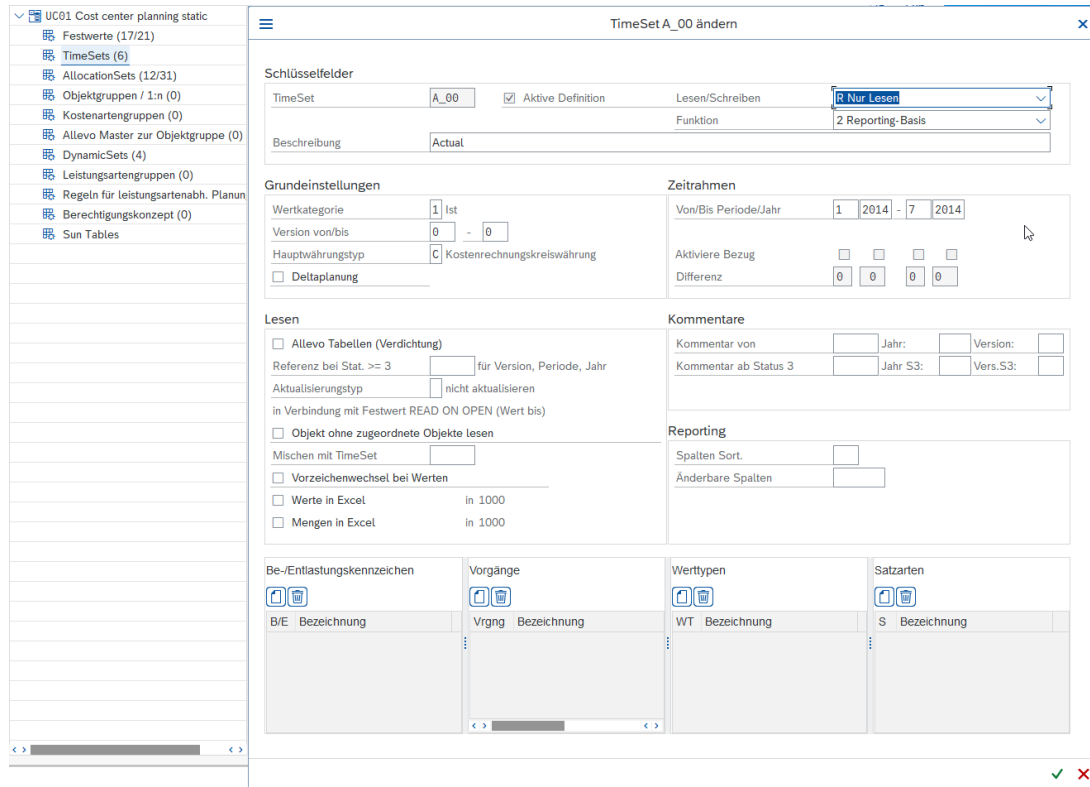 UC01 Cost center planning static
Festwerte (17/21)
TimeSets (6)
AllocationSets (12/31)
Objektgruppen / 1:n (0)
Kostenartengruppen (0)
Allevo Master zur Objektgruppe (0)
DynamicSets (4)
Leistungsartengruppen (0)
Regeln für leistungsartenabh. Planun
Berechtigungskonzept (0)
Sun Tables
TimeSet A_00 ändern
Schlüsselfelder
TimeSet A_00 Aktive Definition Lesen/Schreiben R Nur Lesen
Funktion 2 Reporting-Basis
Beschreibung Actual
Grundeinstellungen
Wertkategorie 1 Ist
Version von/bis 0 - 0
Hauptwährungstyp C Kostenrechnungskreiswährung
Deltaplanung
Zeitrahmen
Von/Bis Periode/Jahr 1 2014 - 7 2014
Aktiviere Bezug
Differenz 0 0 0 0
Lesen
Allevo Tabellen (Verdichtung)
Referenz bei Stat. >= 3 für Version, Periode, Jahr
Aktualisierungstyp nicht aktualisieren
in Verbindung mit Festwert READ ON OPEN (Wert bis)
Objekt ohne zugeordnete Objekte lesen
Mischen mit TimeSet
Vorzeichenwechsel bei Werten
Werte in Excel in 1000
Mengen in Excel in 1000
Kommentare
Kommentar von Jahr: Version:
Kommentar ab Status 3 Jahr S3: Vers.S3:
Reporting
Spalten Sort.
Änderbare Spalten
Be-/Entlastungskennzeichen
B/E Bezeichnung
Vorgänge
Vrgng Bezeichnung
Werttypen
WT Bezeichnung
Satzarten
S Bezeichnung